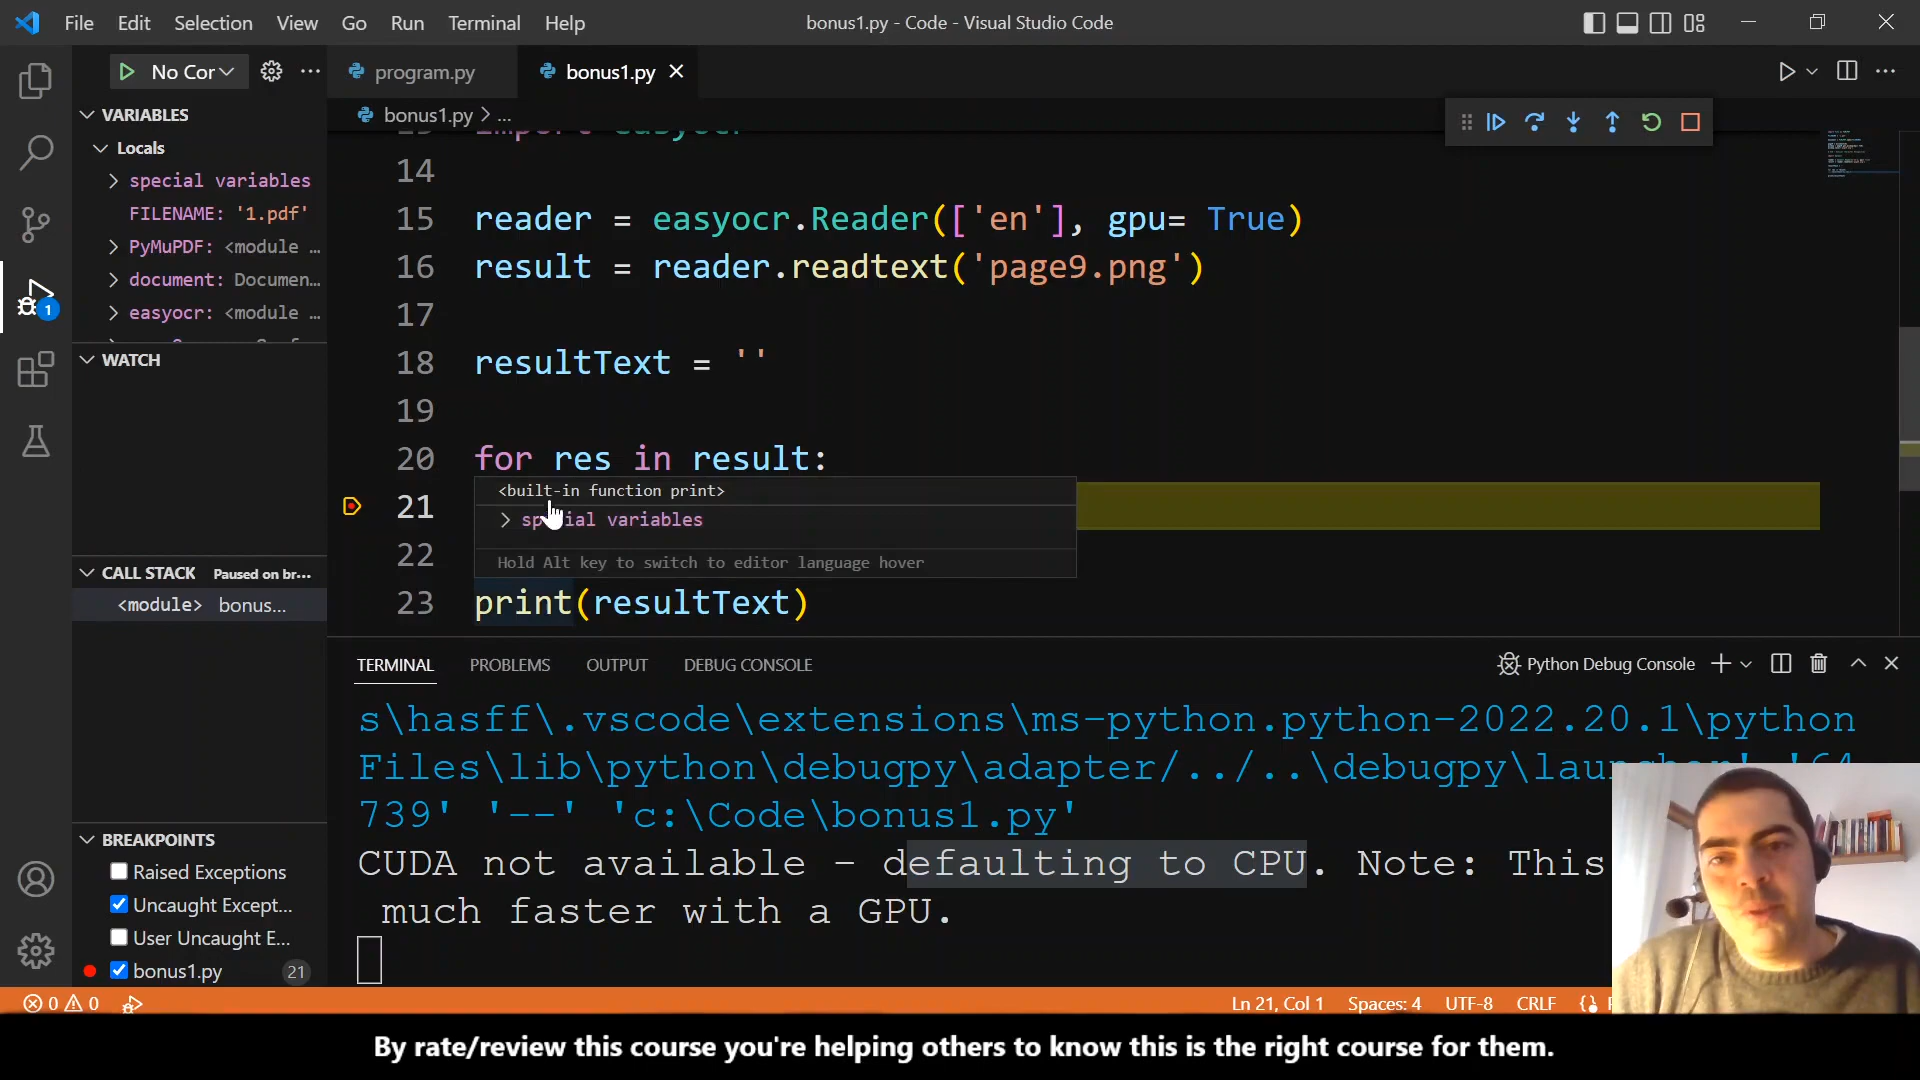 File Edit Selection View Go Run Terminal Help
bonus1.py - Code - Visual Studio Code
No Cor
program.py
bonus1.py
bonus1.py > ...
VARIABLES
Locals
special variables
FILENAME: '1.pdf'
PyMuPDF: <module ...
document: Documen...
easyocr: <module ...
WATCH
CALL STACK Paused on br...
<module> bonus...
BREAKPOINTS
Raised Exceptions
Uncaught Except...
User Uncaught E...
bonus1.py 21
13 import easyocr
14
15 reader = easyocr.Reader(['en'], gpu= True)
16 result = reader.readtext('page9.png')
17
18 resultText = ''
19
20 for res in result:
21
<built-in function print>
special variables
Hold Alt key to switch to editor language hover
22
23 print(resultText)
TERMINAL PROBLEMS OUTPUT DEBUG CONSOLE
Python Debug Console
s\hasff\.vscode\extensions\ms-python.python-2022.20.1\python
Files\lib\python\debugpy\adapter/../..\debugpy\launcher' '64
739' '--' 'c:\Code\bonus1.py'
CUDA not available - defaulting to CPU. Note: This
much faster with a GPU.
1
0 0
Ln 21, Col 1 Spaces: 4 UTF-8 CRLF
By rate/review this course you're helping others to know this is the right course for them.